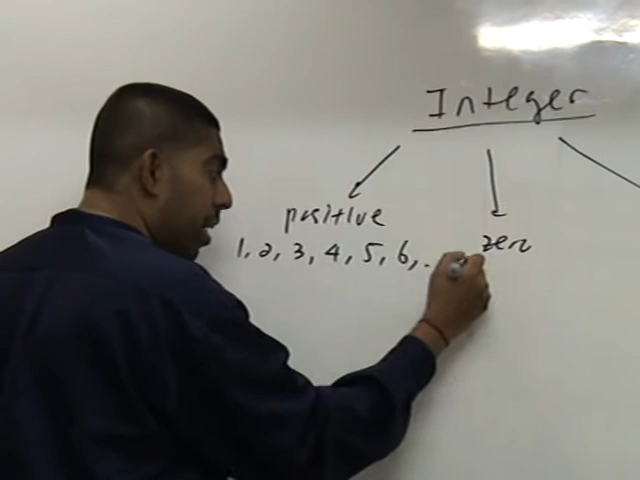 Integer
positive
zero
1, 2, 3, 4, 5, 6, .